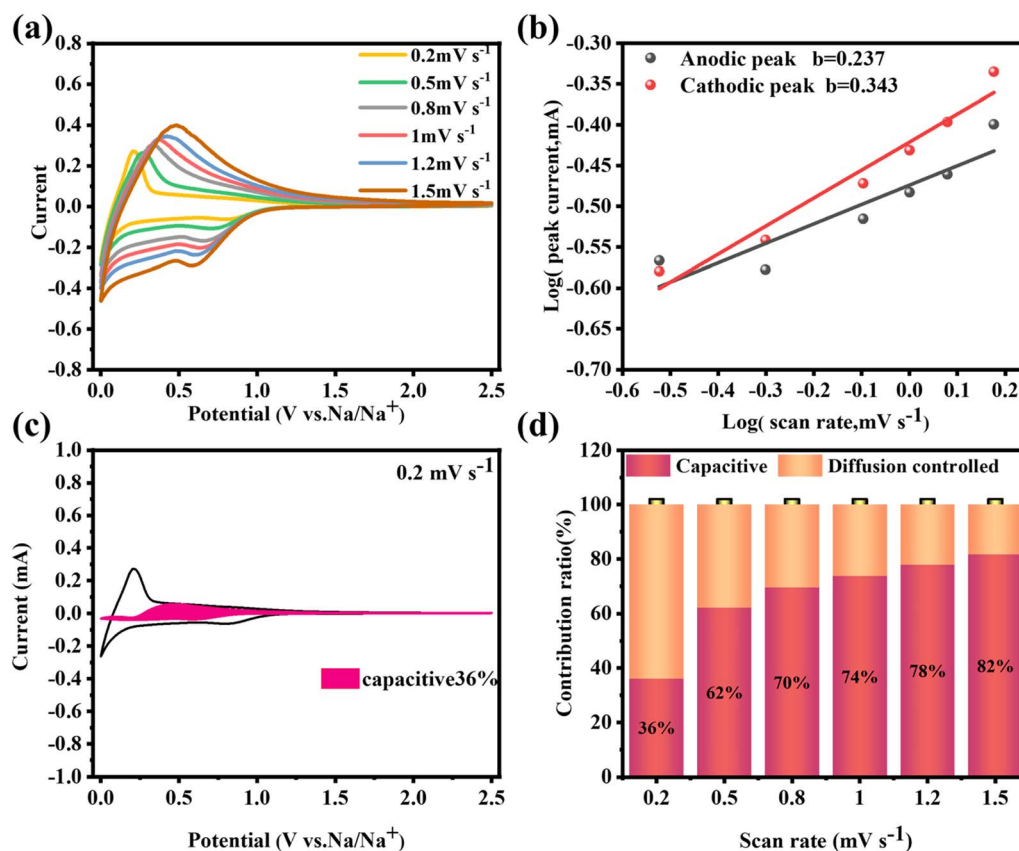 (a)
0.8
0.6
0.4
0.2
0.0
-0.2
-0.4
-0.6
-0.8
Current
0.2mV s⁻¹
0.5mV s⁻¹
0.8mV s⁻¹
1mV s⁻¹
1.2mV s⁻¹
1.5mV s⁻¹
0.0 0.5 1.0 1.5 2.0 2.5
Potential (V vs.Na/Na⁺)
(b)
-0.30
-0.35
-0.40
-0.45
-0.50
-0.55
-0.60
-0.65
-0.70
Log( peak current,mA)
Anodic peak b=0.237
Cathodic peak b=0.343
-0.6 -0.5 -0.4 -0.3 -0.2 -0.1 0.0 0.1 0.2
Log( scan rate,mV s⁻¹)
(c)
1.0
0.8
0.6
0.4
0.2
0.0
-0.2
-0.4
-0.6
-0.8
-1.0
Current (mA)
0.2 mV s⁻¹
capacitive36%
0.0 0.5 1.0 1.5 2.0 2.5
Potential (V vs.Na/Na⁺)
(d)
120
100
80
60
40
20
0
Contribution ratio(%)
Capacitive Diffusion controlled
36% 62% 70% 74% 78% 82%
0.2 0.5 0.8 1 1.2 1.5
Scan rate (mV s⁻¹)